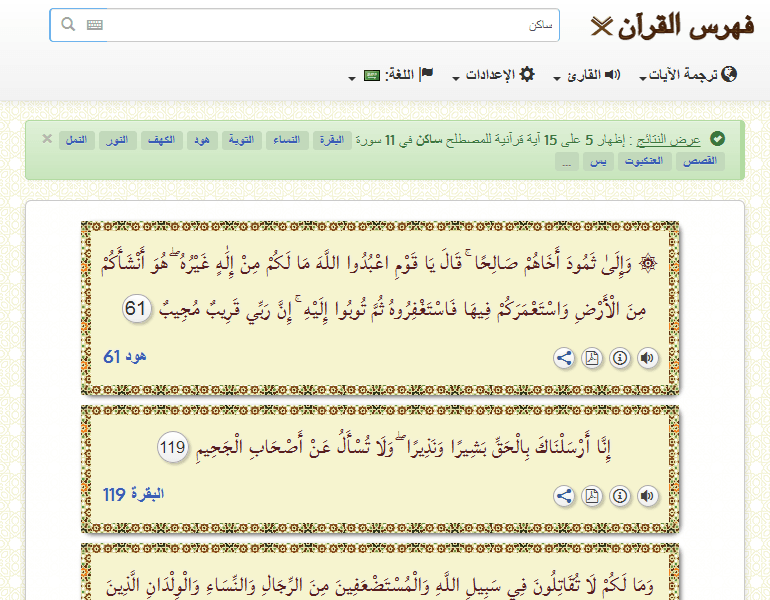 فهرس القرآن
ساكن
ترجمة الآيات
القارئ
الإعدادات
اللغة:
عرض النتائج : إظهار 5 على 15 آية قرآنية للمصطلح ساكن في 11 سورة البقرة النساء التوبة هود الكهف النور النمل ×
القصص العنكبوت يس ...
۞ وَإِلَىٰ ثَمُودَ أَخَاهُمْ صَالِحًا ۚ قَالَ يَا قَوْمِ اعْبُدُوا اللَّهَ مَا لَكُمْ مِنْ إِلَٰهٍ غَيْرُهُ ۖ هُوَ أَنْشَأَكُمْ
مِنَ الْأَرْضِ وَاسْتَعْمَرَكُمْ فِيهَا فَاسْتَغْفِرُوهُ ثُمَّ تُوبُوا إِلَيْهِ ۚ إِنَّ رَبِّي قَرِيبٌ مُجِيبٌ 61
هود 61
إِنَّا أَرْسَلْنَاكَ بِالْحَقِّ بَشِيرًا وَنَذِيرًا ۖ وَلَا تُسْأَلُ عَنْ أَصْحَابِ الْجَحِيمِ 119
البقرة 119
وَمَا لَكُمْ لَا تُقَاتِلُونَ فِي سَبِيلِ اللَّهِ وَالْمُسْتَضْعَفِينَ مِنَ الرِّجَالِ وَالنِّسَاءِ وَالْوِلْدَانِ الَّذِينَ